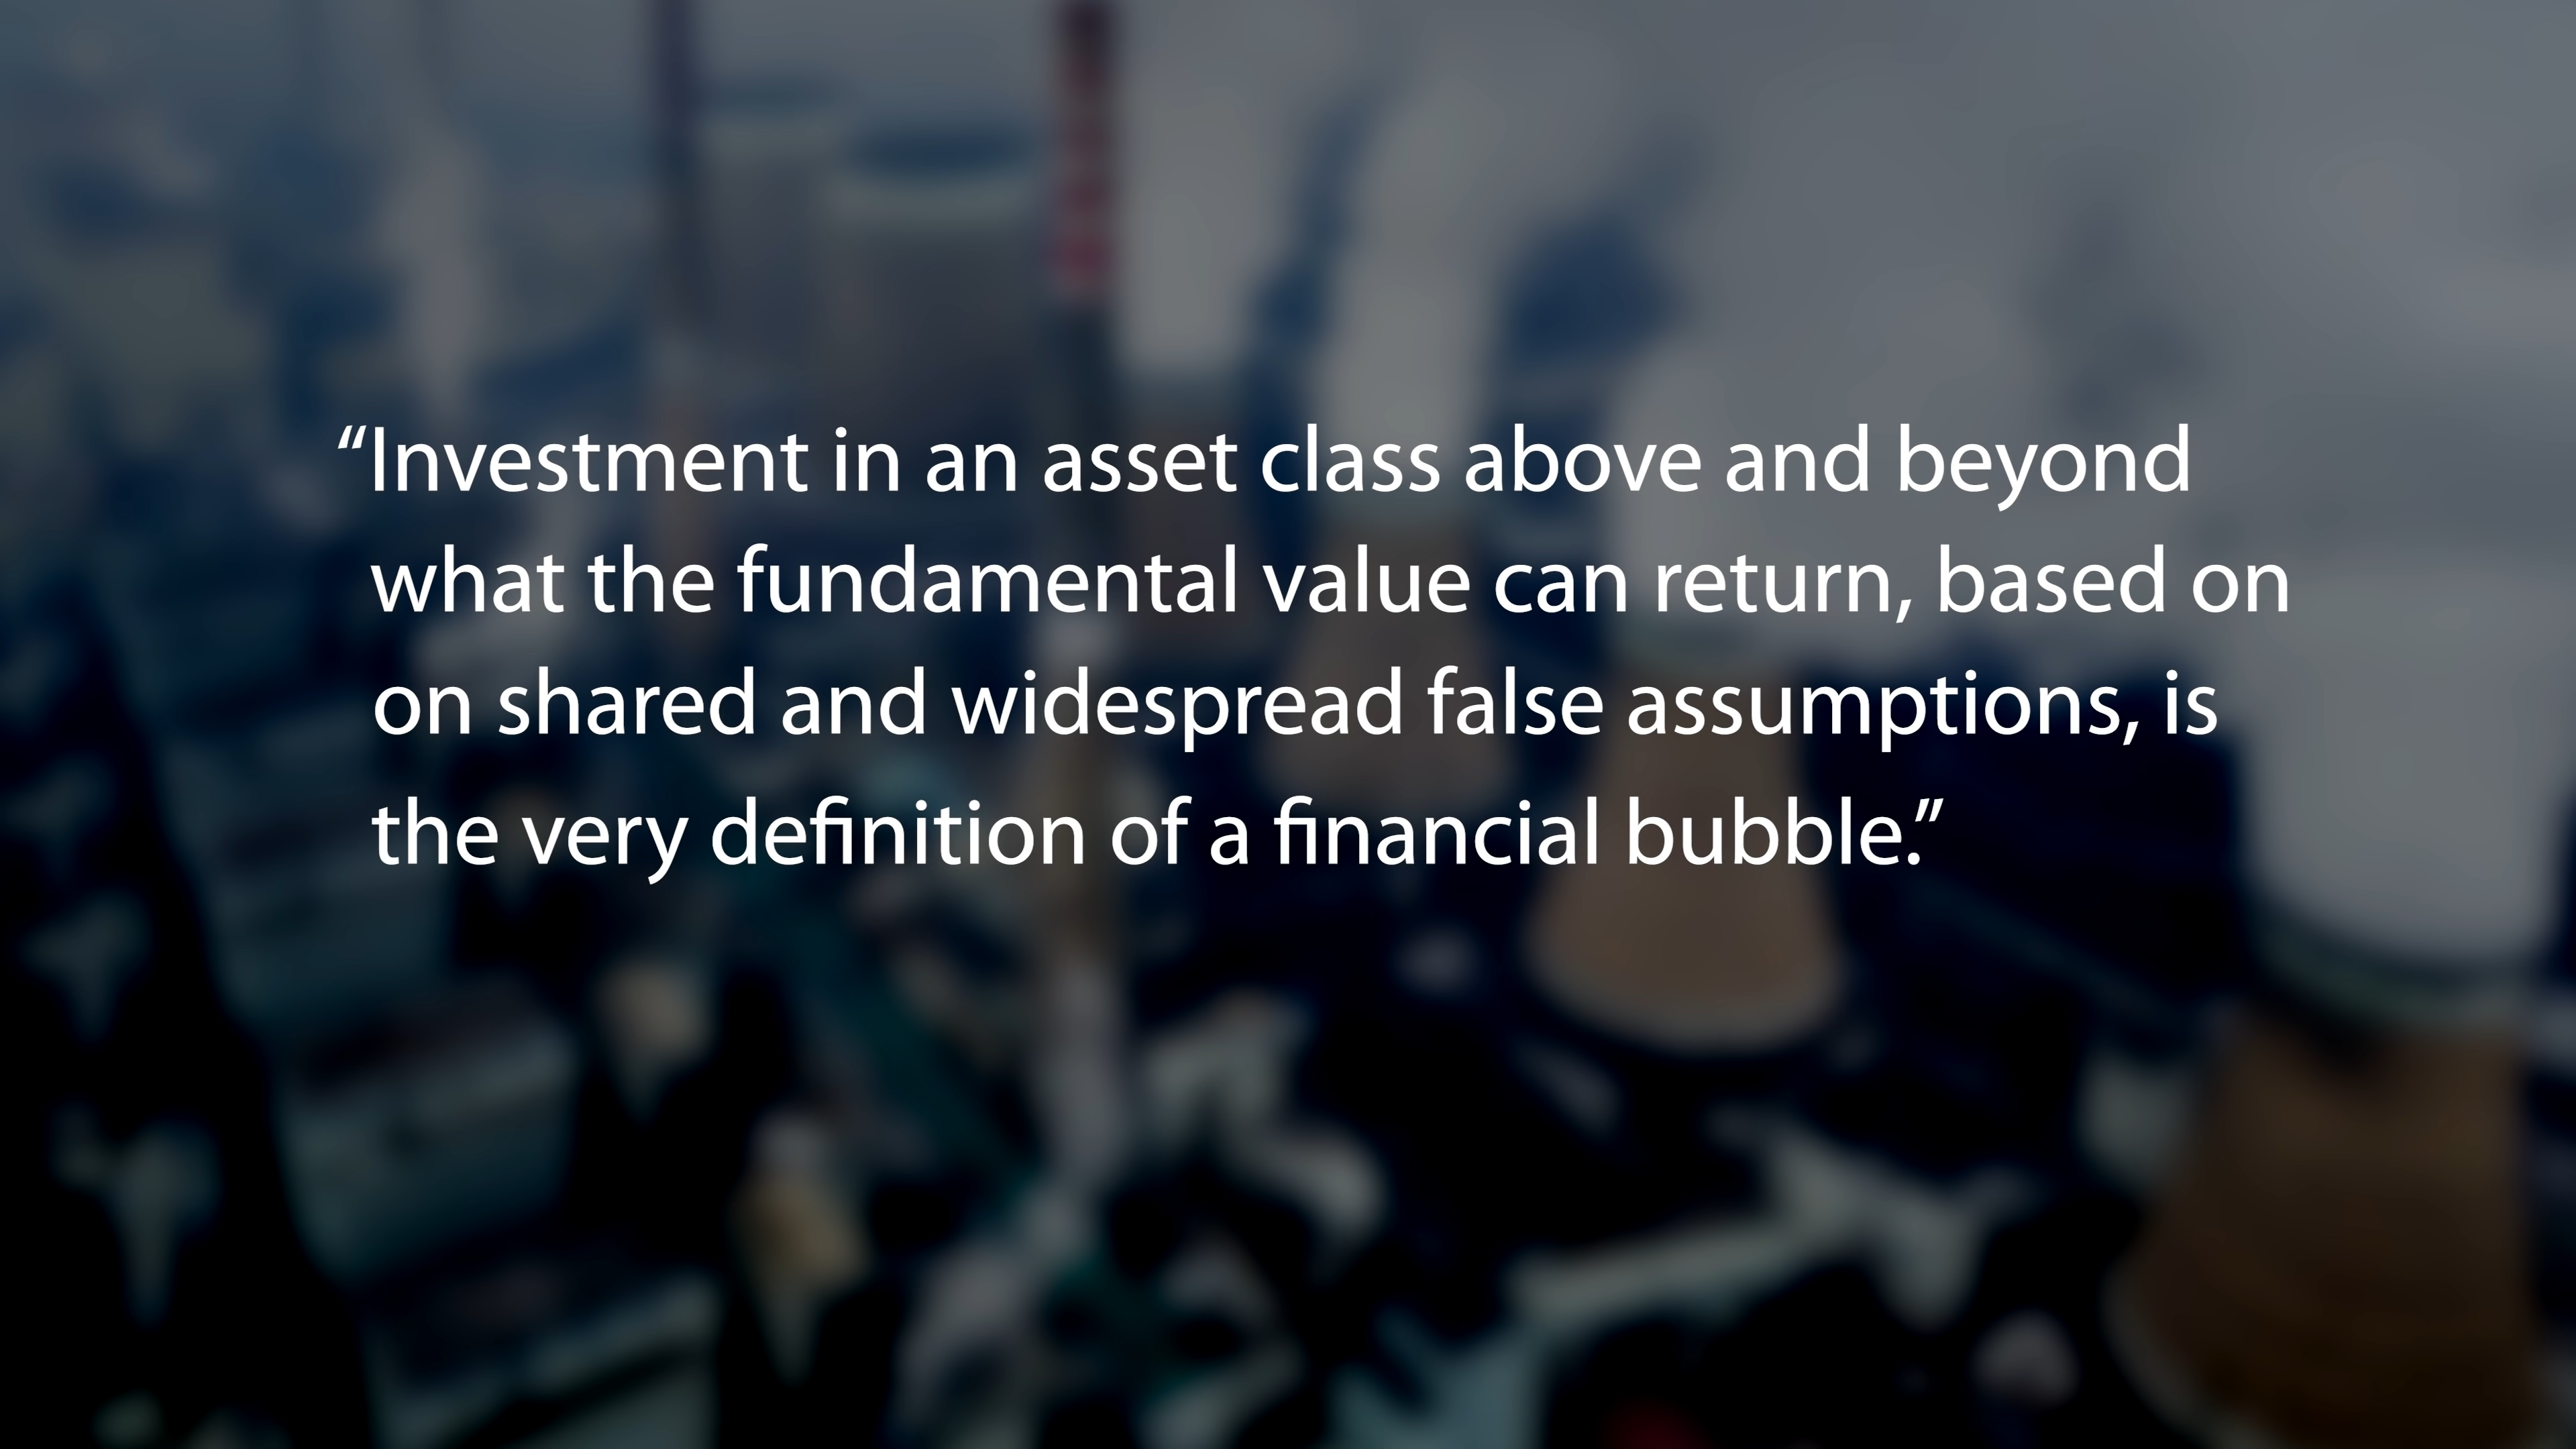 “Investment in an asset class above and beyond
what the fundamental value can return, based on
on shared and widespread false assumptions, is
the very definition of a financial bubble.”